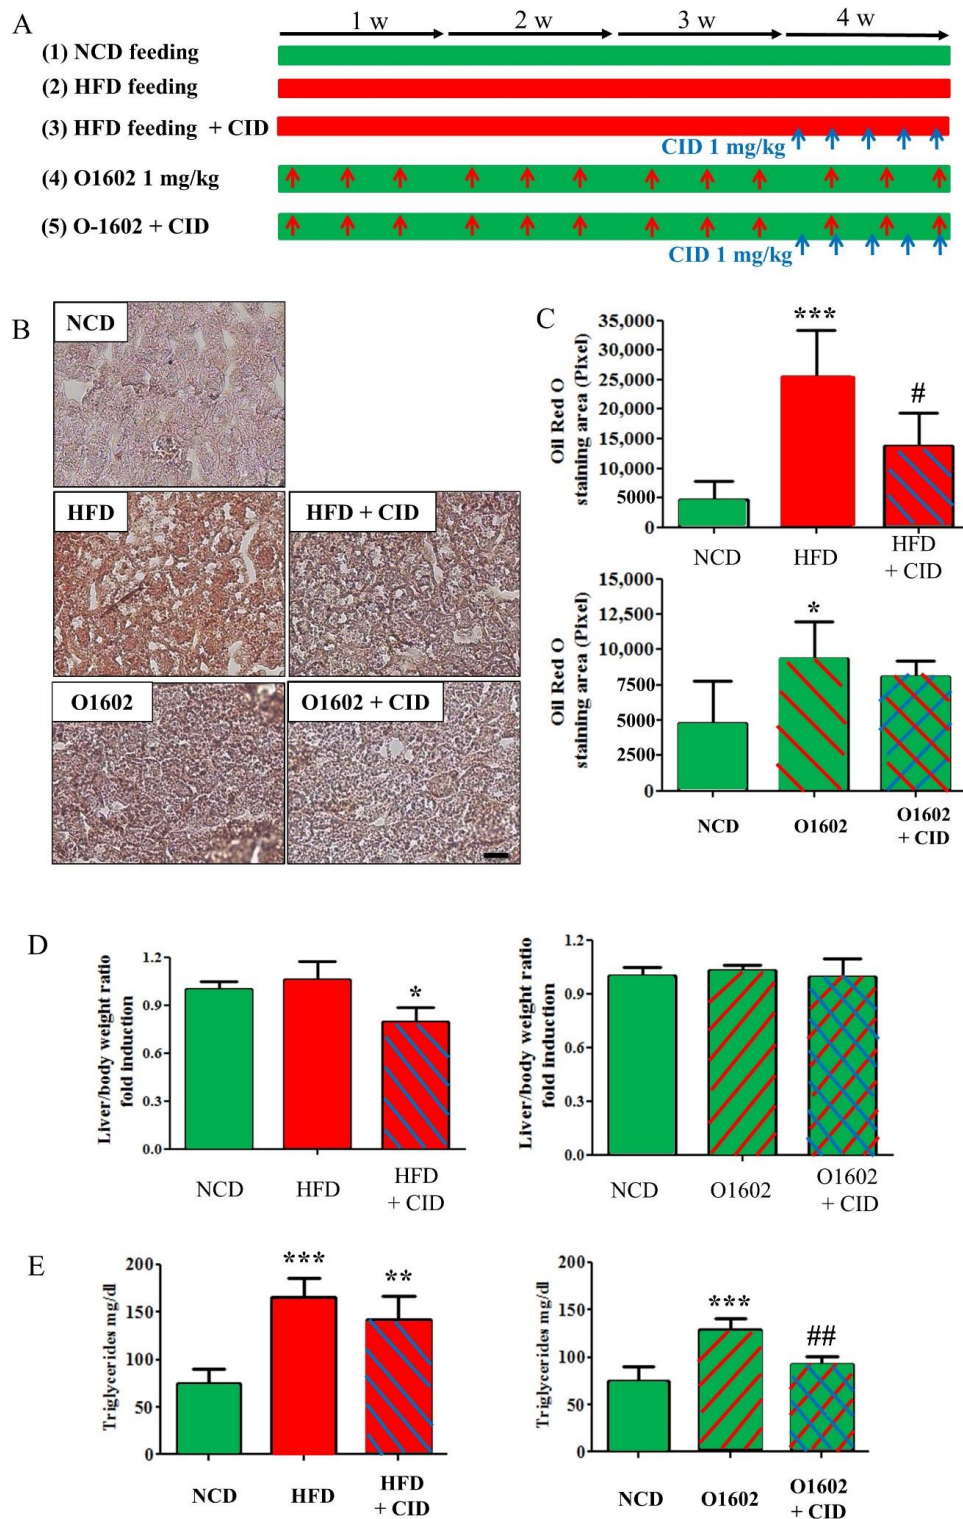 A
1 w 2 w 3 w 4 w
(1) NCD feeding
(2) HFD feeding
(3) HFD feeding + CID
CID 1 mg/kg
(4) O1602 1 mg/kg
(5) O-1602 + CID
CID 1 mg/kg
B
NCD
HFD
HFD + CID
O1602
O1602 + CID
C
Oil Red O
staining area (Pixel)
35,000
30,000
25,000
20,000
15,000
10,000
5000
0
***
#
NCD
HFD
HFD
+ CID
Oil Red O
staining area (Pixel)
15,000
12,500
10,000
7500
5000
2500
0
*
NCD
O1602
O1602
+ CID
D
Liver/body weight ratio
fold induction
1.2
0.9
0.6
0.3
0.0
*
NCD
HFD
HFD
+ CID
Liver/body weight ratio
fold induction
1.2
0.9
0.6
0.3
0.0
NCD
O1602
O1602
+ CID
E
Triglycerides mg/dl
200
150
100
50
0
***
**
NCD
HFD
HFD
+ CID
Triglycerides mg/dl
200
150
100
50
0
***
##
NCD
O1602
O1602
+ CID